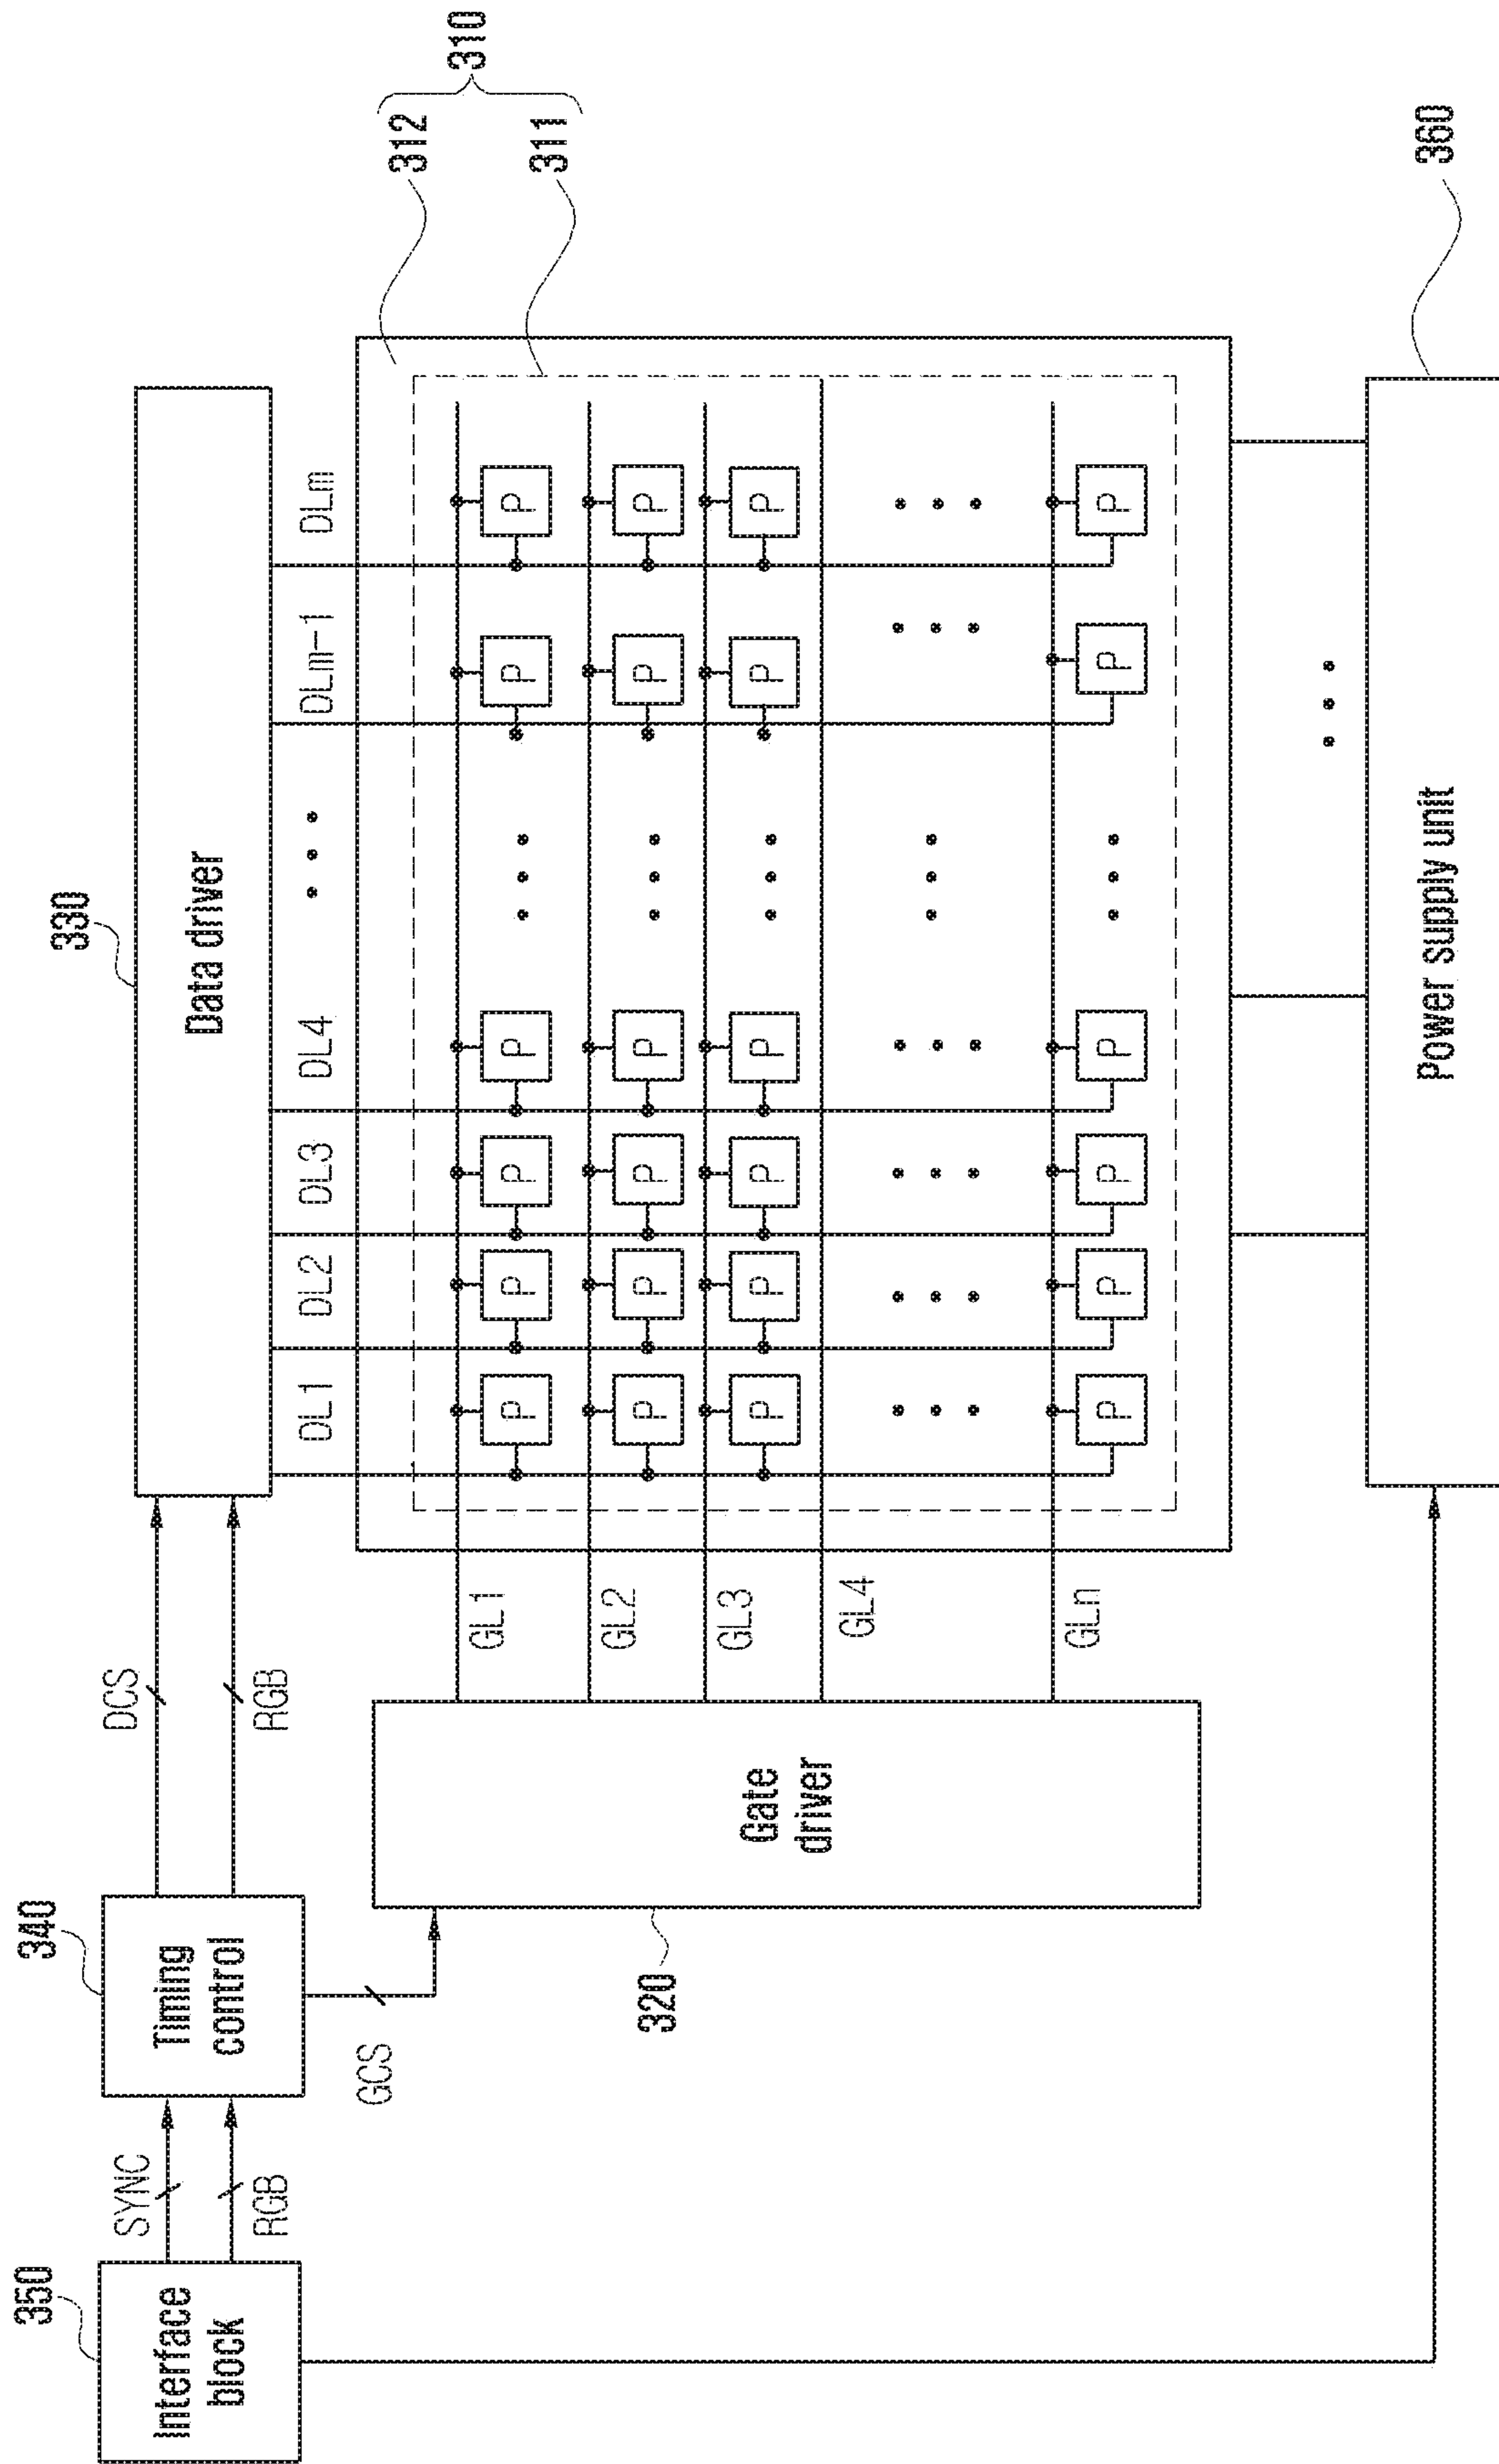 350
Interface
block
SYNC
RGB
340
Timing
control
DCS
RGB
GCS
330
Data driver
310
312
311
DL1
DL2
DL3
DL4
DLm-1
DLm
320
Gate
driver
GL1
P P P P P P
GL2
P P P P P P
GL3
P P P P P P
GL4
GLn
P P P P P P
360
Power supply unit